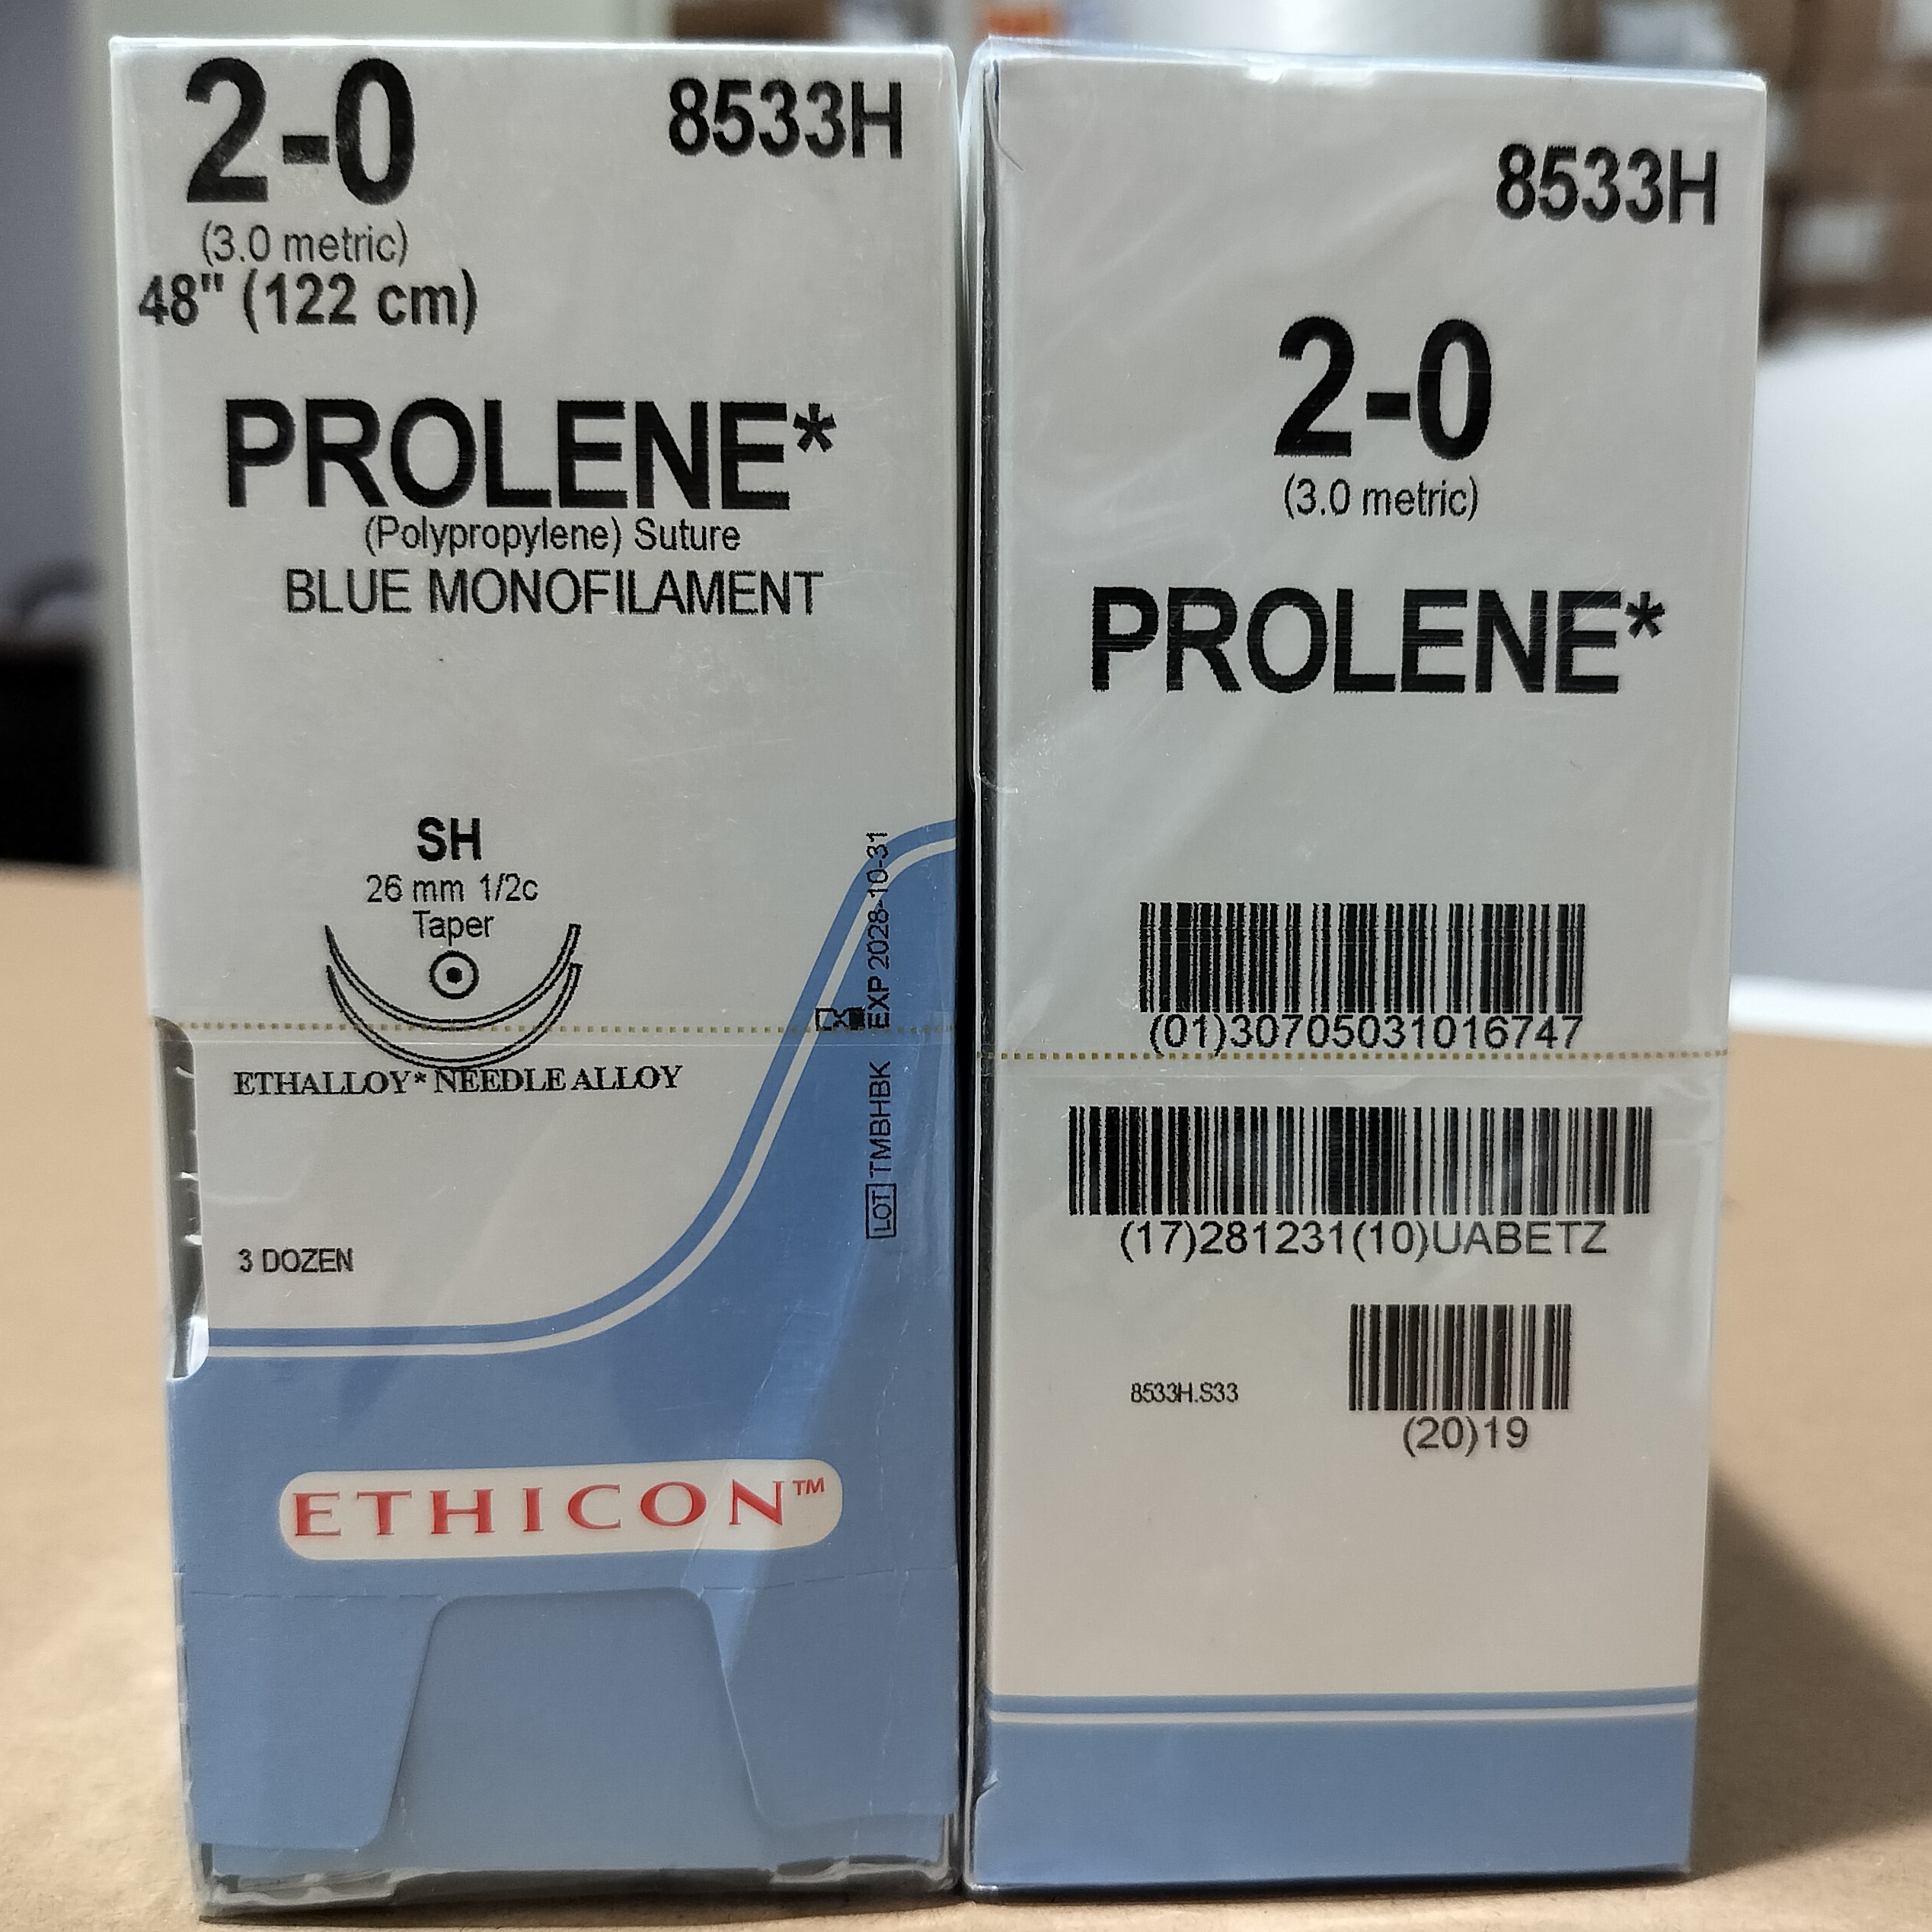 2-0
8533H
(3.0 metric)
48" (122 cm)
PROLENE*
(Polypropylene) Suture
BLUE MONOFILAMENT
SH
26 mm 1/2c
Taper
ETHALLOY* NEEDLE ALLOY
EXP 2028-10-31
LOT TMBHBK
3 DOZEN
ETHICON™
8533H
2-0
(3.0 metric)
PROLENE*
(01)30705031016747
(17)281231(10)UABETZ
8533H.S33
(20)19